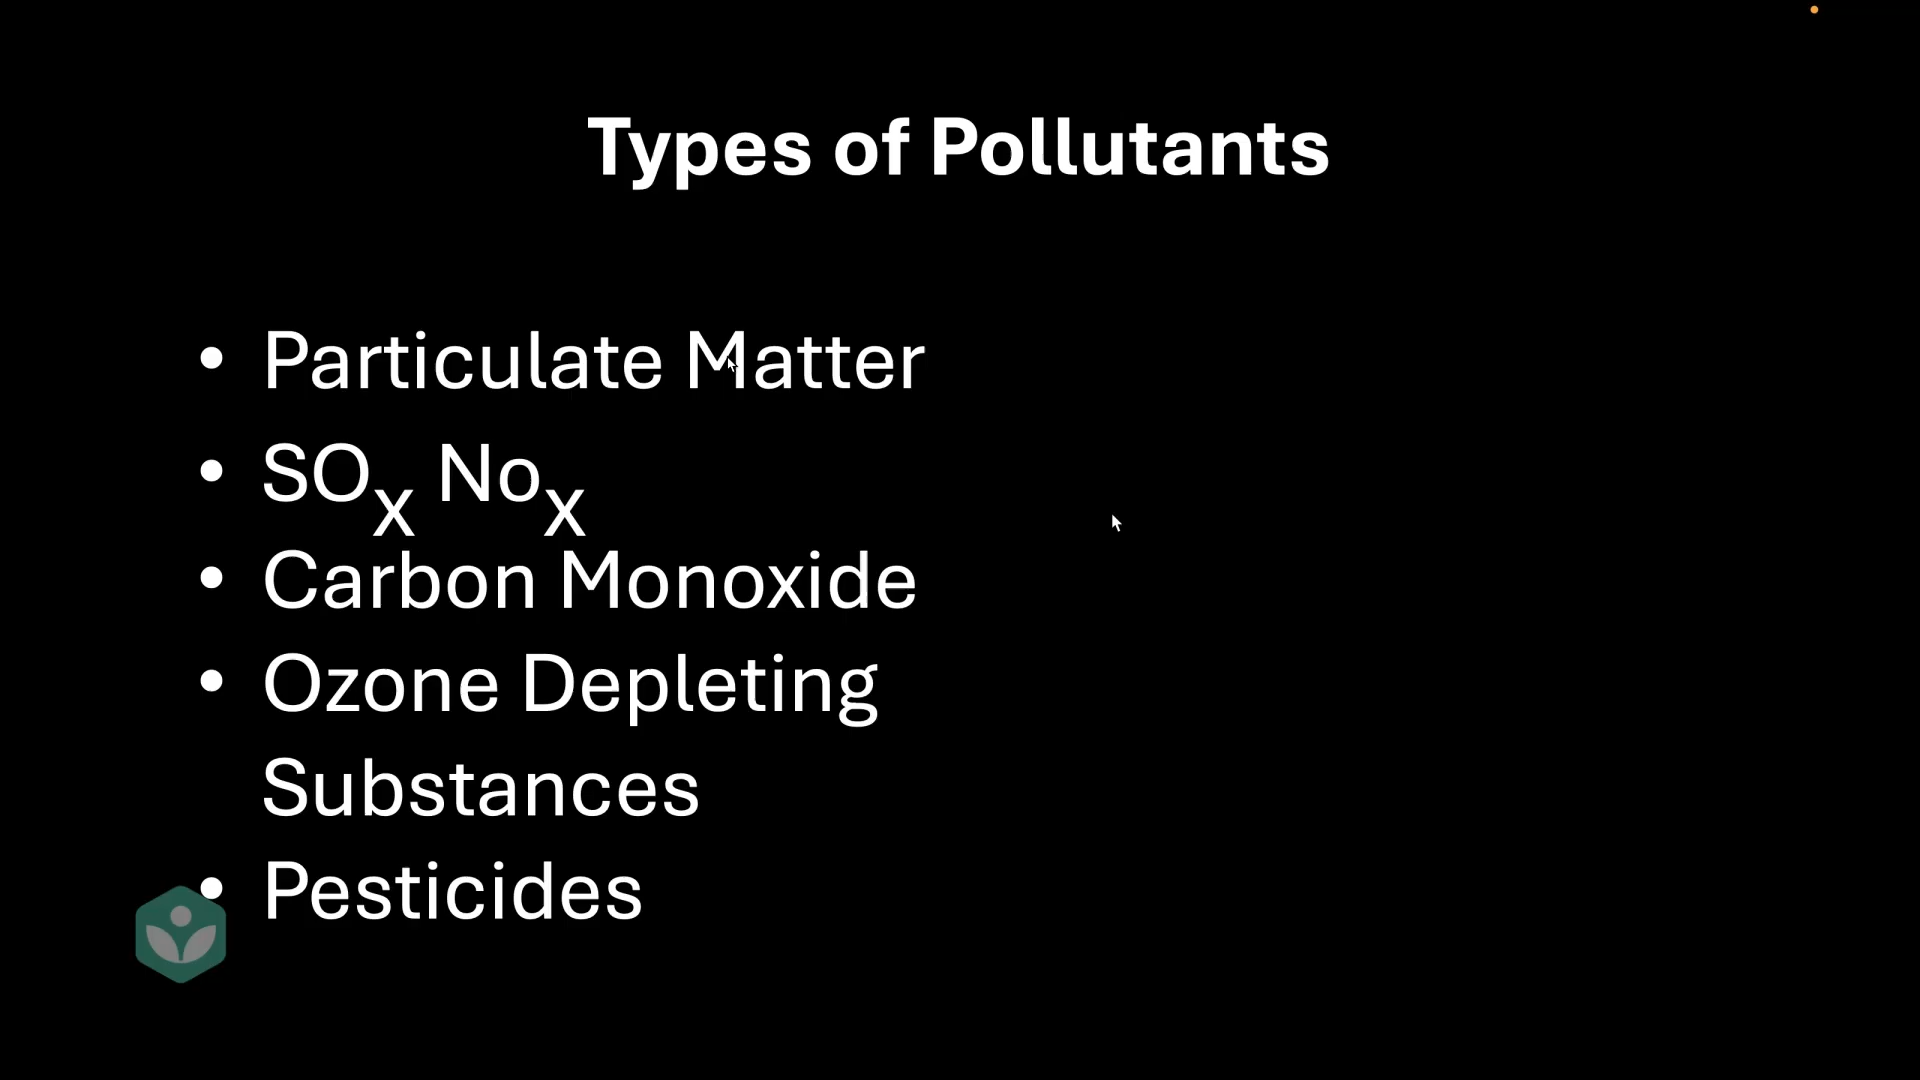 Types of Pollutants
• Particulate Matter
• SOx Nox
• Carbon Monoxide
• Ozone Depleting
Substances
• Pesticides